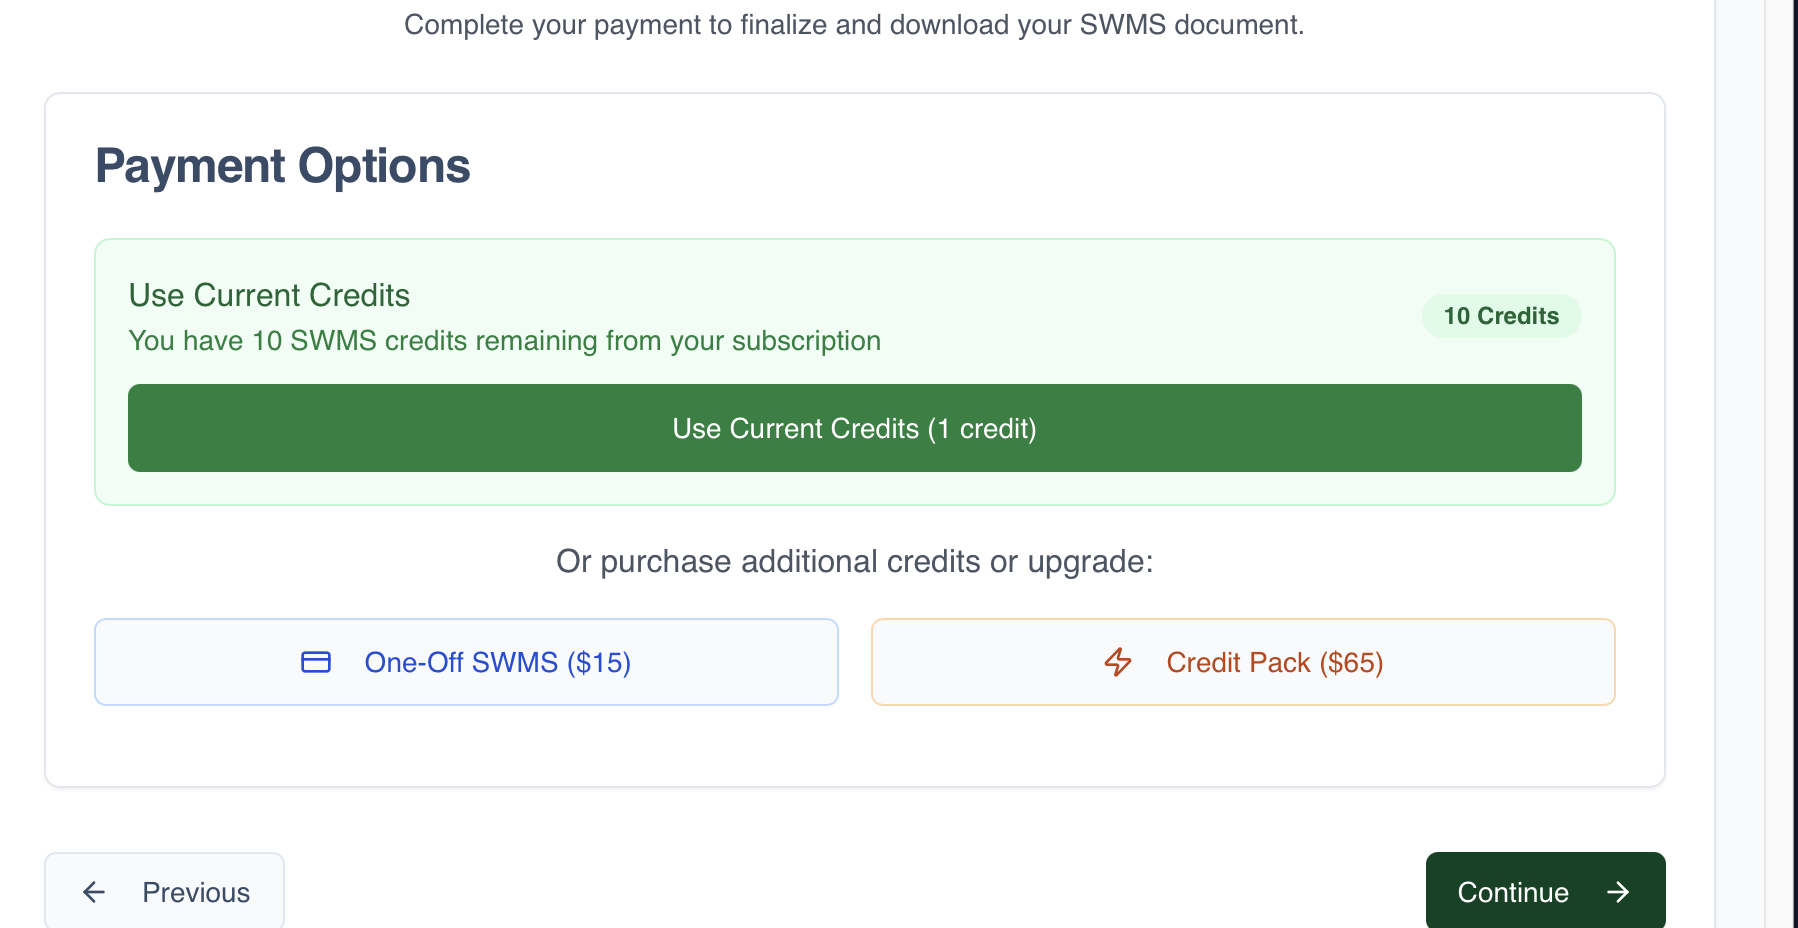 Complete your payment to finalize and download your SWMS document.
Payment Options
Use Current Credits
You have 10 SWMS credits remaining from your subscription
10 Credits
Use Current Credits (1 credit)
Or purchase additional credits or upgrade:
One-Off SWMS ($15)
Credit Pack ($65)
Previous
Continue